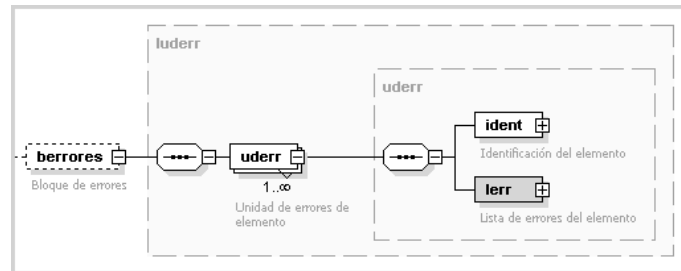 luderr
uderr
berrores
Bloque de errores
uderr
1..∞
Unidad de errores de
elemento
ident
Identificación del elemento
lerr
Lista de errores del elemento